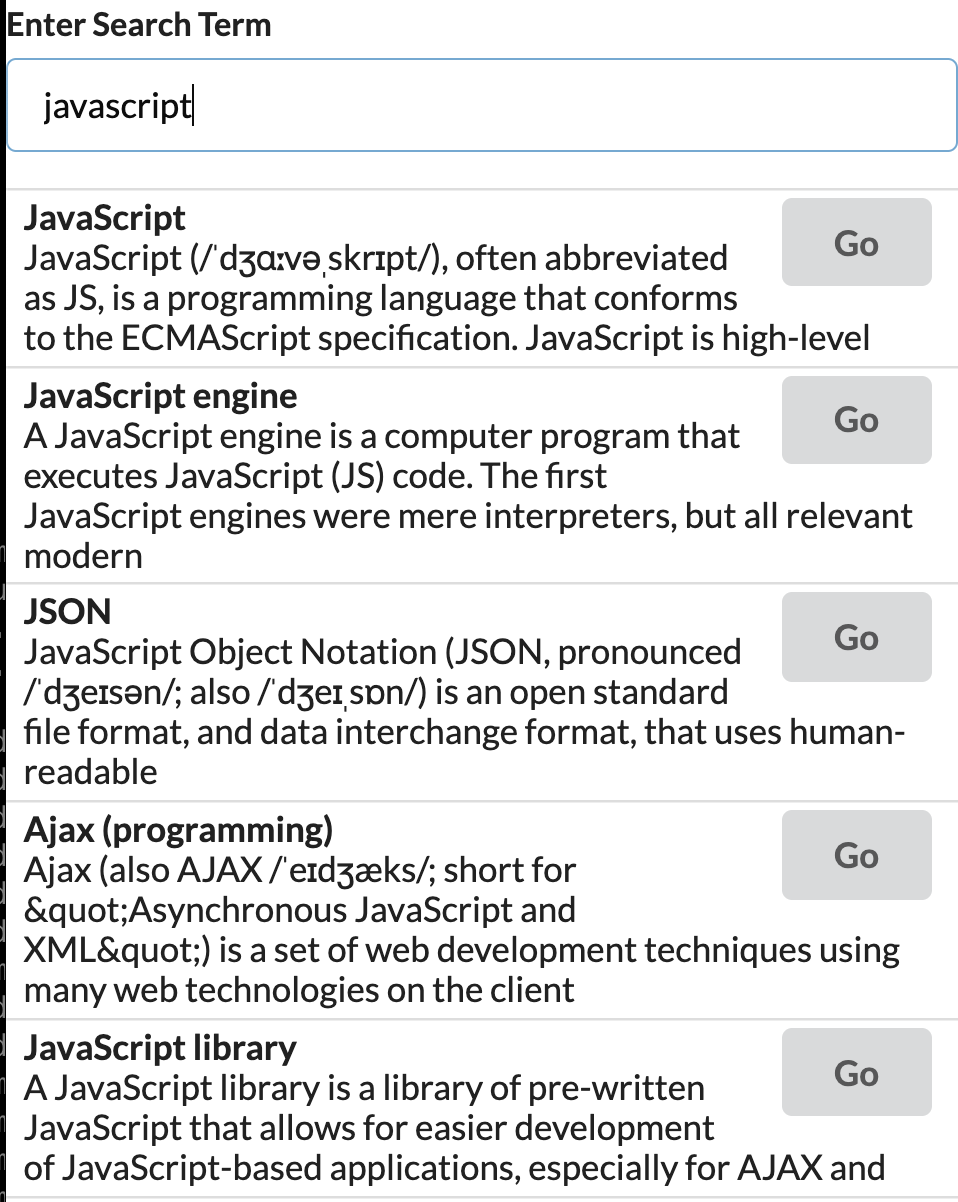 Enter Search Term
javascript
JavaScript
Go
JavaScript (/ˈdʒɑːvəˌskrɪpt/), often abbreviated
as JS, is a programming language that conforms
to the ECMAScript specification. JavaScript is high-level
JavaScript engine
Go
A JavaScript engine is a computer program that
executes JavaScript (JS) code. The first
JavaScript engines were mere interpreters, but all relevant
modern
JSON
Go
JavaScript Object Notation (JSON, pronounced
/ˈdʒeɪsən/; also /ˈdʒeɪˌsɒn/) is an open standard
file format, and data interchange format, that uses human-
readable
Ajax (programming)
Go
Ajax (also AJAX /ˈeɪdʒæks/; short for
&quot;Asynchronous JavaScript and
XML&quot;) is a set of web development techniques using
many web technologies on the client
JavaScript library
Go
A JavaScript library is a library of pre-written
JavaScript that allows for easier development
of JavaScript-based applications, especially for AJAX and